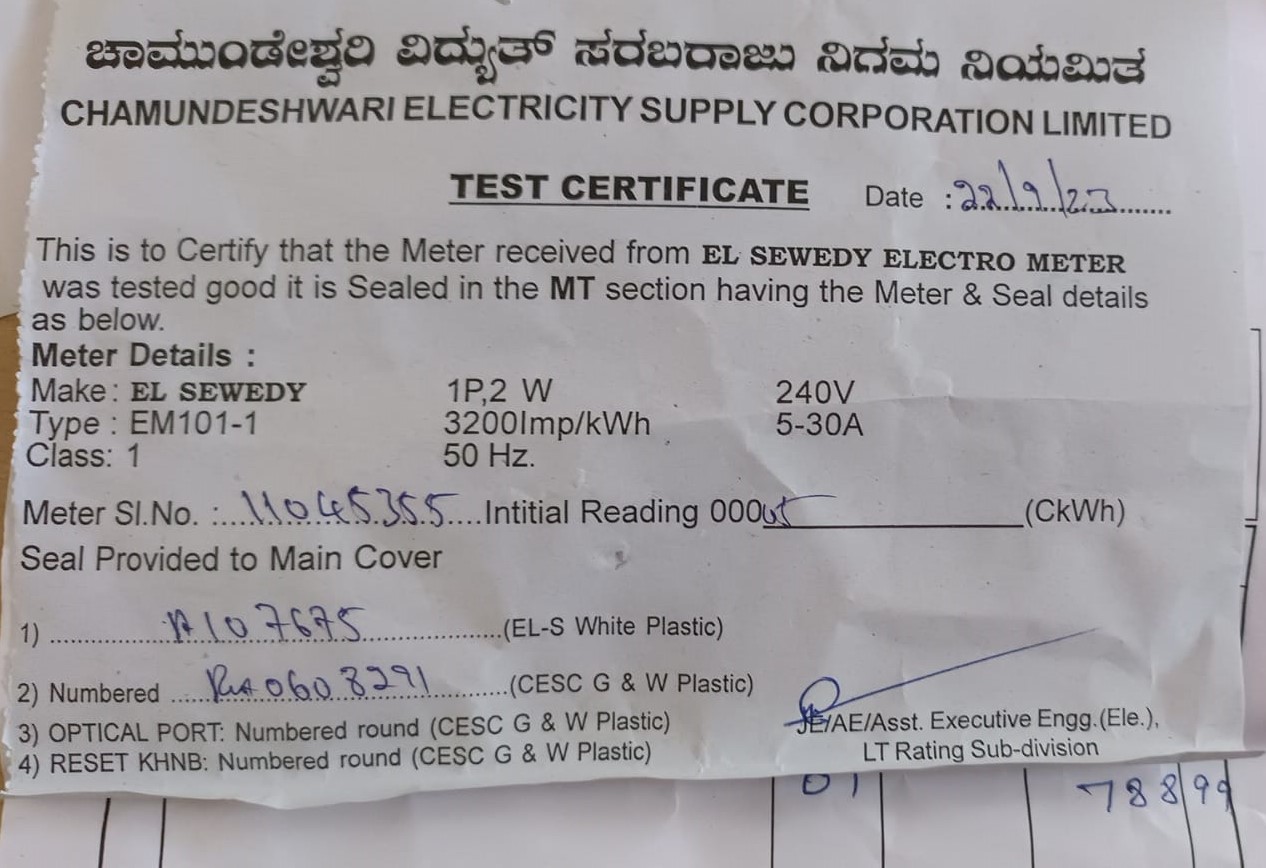 ಚಾಮುಂಡೇಶ್ವರಿ ವಿದ್ಯುತ್ ಸರಬರಾಜು ನಿಗಮ ನಿಯಮಿತ
CHAMUNDESHWARI ELECTRICITY SUPPLY CORPORATION LIMITED
TEST CERTIFICATE Date : 22/9/23
This is to Certify that the Meter received from EL SEWEDY ELECTRO METER
was tested good it is Sealed in the MT section having the Meter & Seal details
as below.
Meter Details :
Make : EL SEWEDY 1P,2 W 240V
Type : EM101-1 3200Imp/kWh 5-30A
Class: 1 50 Hz.
Meter Sl.No. : 11045355 Intitial Reading 000 (CkWh)
Seal Provided to Main Cover
1) A107675 (EL-S White Plastic)
2) Numbered (CESC G & W Plastic)
3) OPTICAL PORT: Numbered round (CESC G & W Plastic)
JE/AE/Asst. Executive Engg.(Ele.),
4) RESET KHNB: Numbered round (CESC G & W Plastic)
LT Rating Sub-division
01 788 99